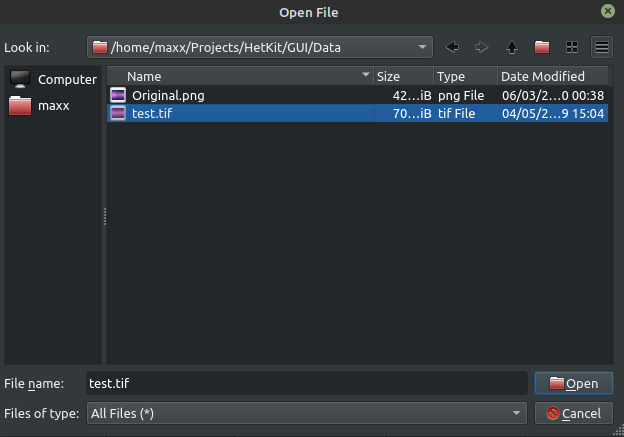 Open File
Look in: /home/maxx/Projects/HetKit/GUI/Data
Computer
maxx
Name Size Type Date Modified
Original.png 42...iB png File 06/03/2...0 00:38
test.tif 70...iB tif File 04/05/2...9 15:04
File name: test.tif Open
Files of type: All Files (*) Cancel